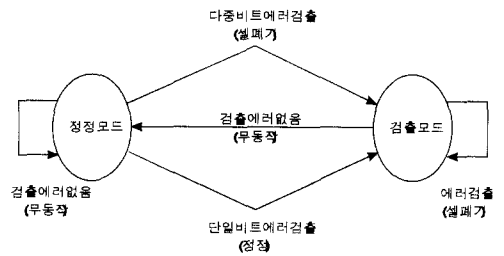 다중비트에러검출
(셀폐기)
정정모드
검출에러없음
(무동작)
검출모드
검출에러없음
(무동작)
에러검출
(셀폐기)
단일비트에러검출
(정정)